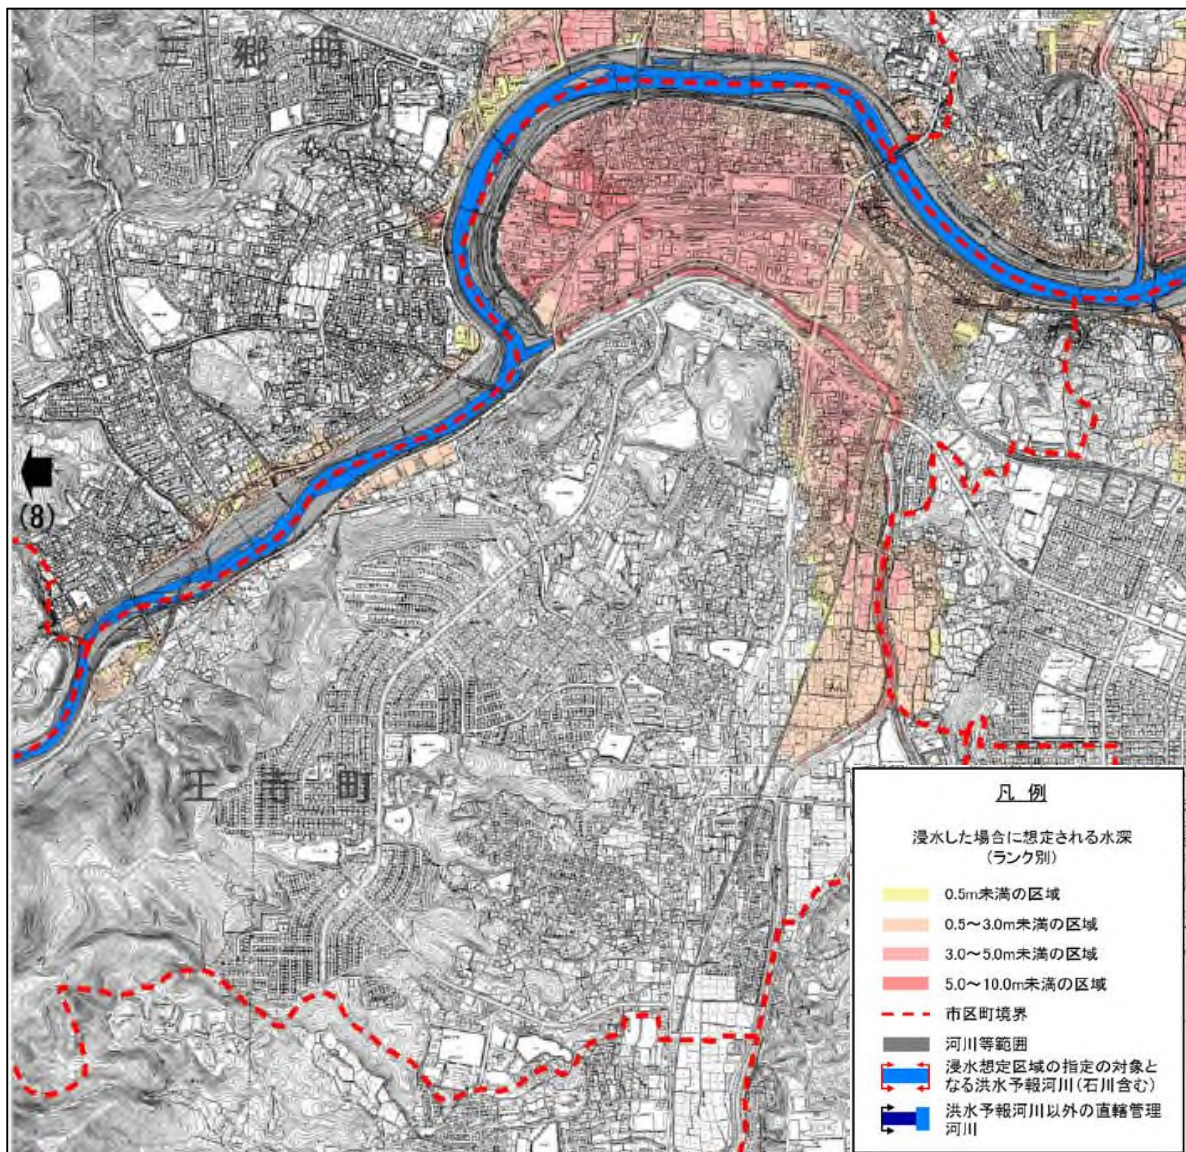 三郷町
(8)
王寺町
凡 例
浸水した場合に想定される水深
(ランク別)
0.5m未満の区域
0.5～3.0m未満の区域
3.0～5.0m未満の区域
5.0～10.0m未満の区域
市区町境界
河川等範囲
浸水想定区域の指定の対象と
なる洪水予報河川(石川含む)
洪水予報河川以外の直轄管理
河川